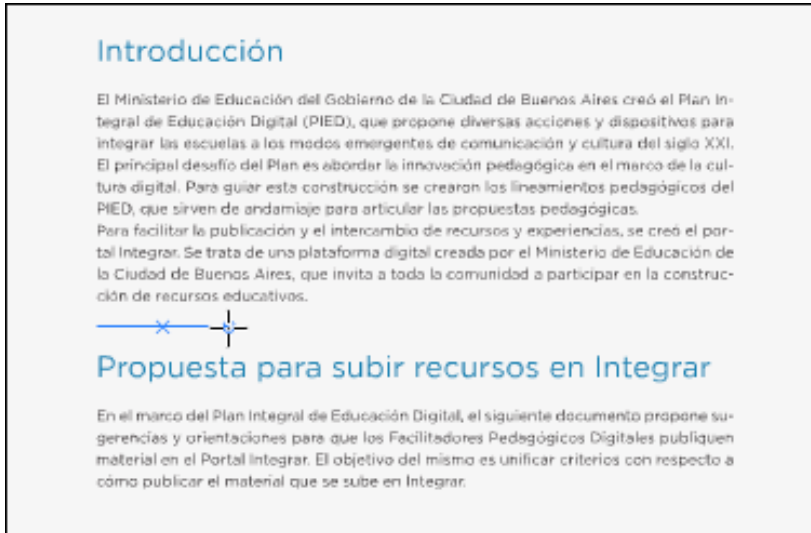 Introducción
El Ministerio de Educación del Gobierno de la Ciudad de Buenos Aires creó el Plan In-
tegral de Educación Digital (PIED), que propone diversas acciones y dispositivos para
integrar las escuelas a los modos emergentes de comunicación y cultura del siglo XXI.
El principal desafío del Plan es abordar la innovación pedagógica en el marco de la cul-
tura digital. Para guiar esta construcción se crearon los lineamientos pedagógicos del
PIED, que sirven de andamiaje para articular las propuestas pedagógicas.
Para facilitar la publicación y el intercambio de recursos y experiencias, se creó el por-
tal Integrar. Se trata de una plataforma digital creada por el Ministerio de Educación de
la Ciudad de Buenos Aires, que invita a toda la comunidad a participar en la construc-
ción de recursos educativos.
Propuesta para subir recursos en Integrar
En el marco del Plan Integral de Educación Digital, el siguiente documento propone su-
gerencias y orientaciones para que los Facilitadores Pedagógicos Digitales publiquen
material en el Portal Integrar. El objetivo del mismo es unificar criterios con respecto a
cómo publicar el material que se sube en Integrar.